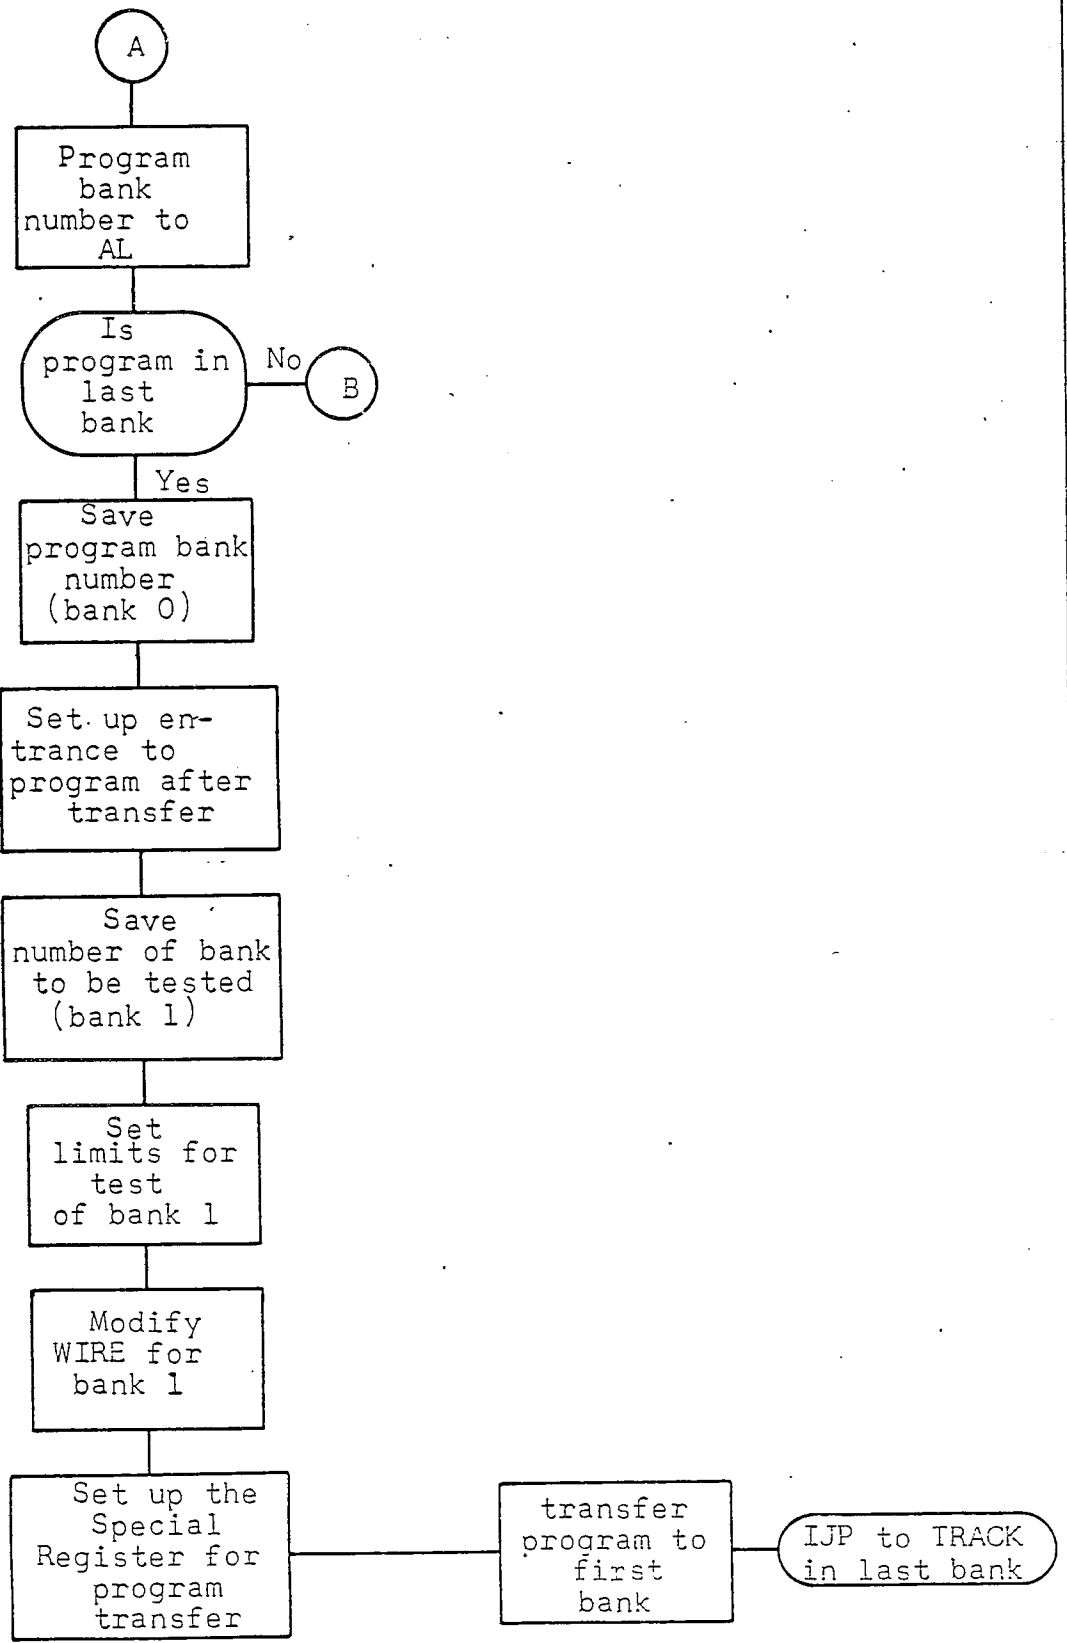 A
Program
bank
number to
AL
Is
program in
last
bank
No
B
Yes
Save
program bank
number
(bank 0)
Set up en-
trance to
program after
transfer
Save
number of bank
to be tested
(bank 1)
Set
limits for
test
of bank 1
Modify
WIRE for
bank 1
Set up the
Special
Register for
program
transfer
transfer
program to
first
bank
IJP to TRACK
in last bank